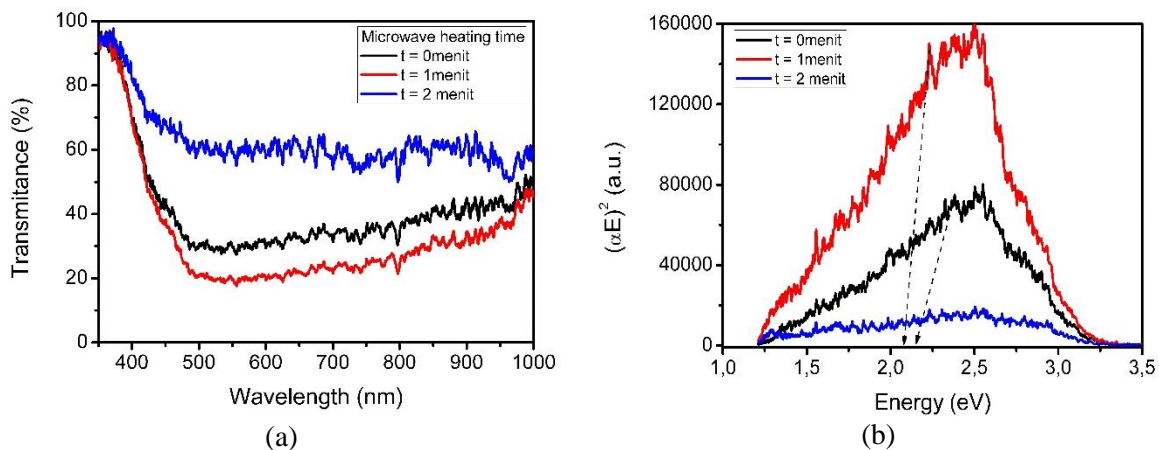 100
80
60
40
20
0
Transmitance (%)
Microwave heating time
t = 0menit
t = 1menit
t = 2 menit
400 500 600 700 800 900 1000
Wavelength (nm)
(a)
160000
120000
80000
40000
0
(αE)² (a.u.)
t = 0menit
t = 1menit
t = 2 menit
1,0 1,5 2,0 2,5 3,0 3,5
Energy (eV)
(b)